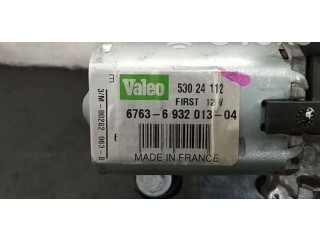 Valeo
530 24 112
FIRST 12 V
6763-6 932 013-04
MADE IN FRANCE